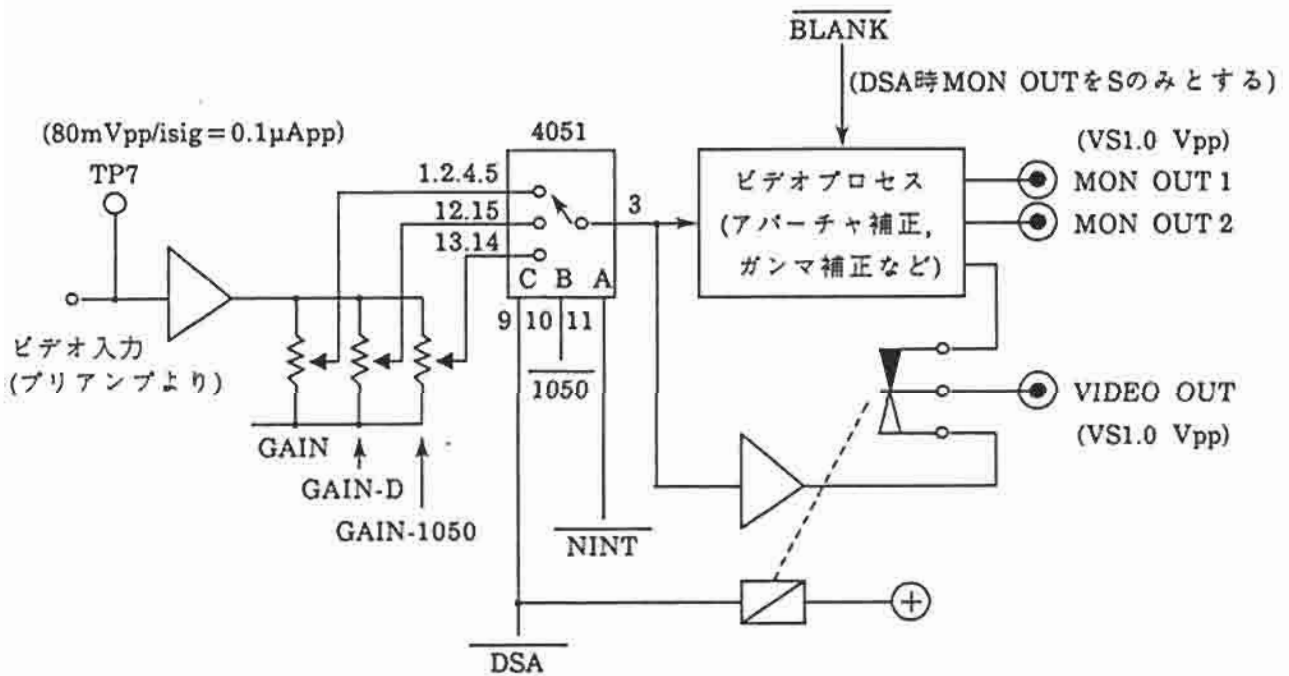 BLANK
(DSA時MON OUTをSのみとする)
(80mVpp/isig=0.1μApp)
TP7
4051
(VS1.0 Vpp)
1.2.4.5
12.15
13.14
3
ビデオプロセス
(アパーチャ補正,
ガンマ補正など)
MON OUT 1
MON OUT 2
C B A
9 10 11
ビデオ入力
(プリアンプより)
1050
VIDEO OUT
(VS1.0 Vpp)
GAIN
GAIN-D
GAIN-1050
NINT
DSA